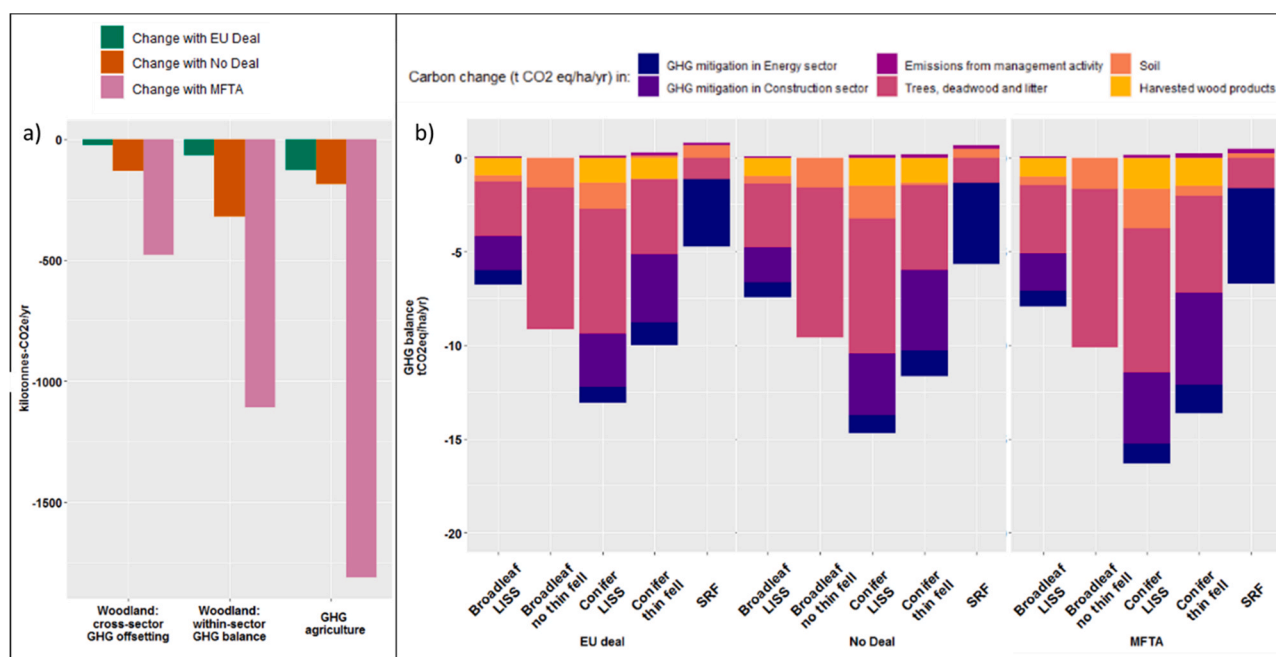 Change with EU Deal
Change with No Deal
Change with MFTA
a)
0
-500
-1000
-1500
kilotonnes-CO2e/yr
Woodland:
cross-sector
GHG offsetting
Woodland:
within-sector
GHG balance
GHG
agriculture
b)
Carbon change (t CO2 eq/ha/yr) in:
GHG mitigation in Energy sector
GHG mitigation in Construction sector
Emissions from management activity
Trees, deadwood and litter
Soil
Harvested wood products
0
-5
-10
-15
-20
GHG balance
tCO2eq/ha/yr)
Broadleaf
LISS
Broadleaf
no thin fell
Conifer
LISS
Conifer
thin fell
SRF
EU deal
Broadleaf
LISS
Broadleaf
no thin fell
Conifer
LISS
Conifer
thin fell
SRF
No Deal
Broadleaf
LISS
Broadleaf
no thin fell
Conifer
LISS
Conifer
thin fell
SRF
MFTA